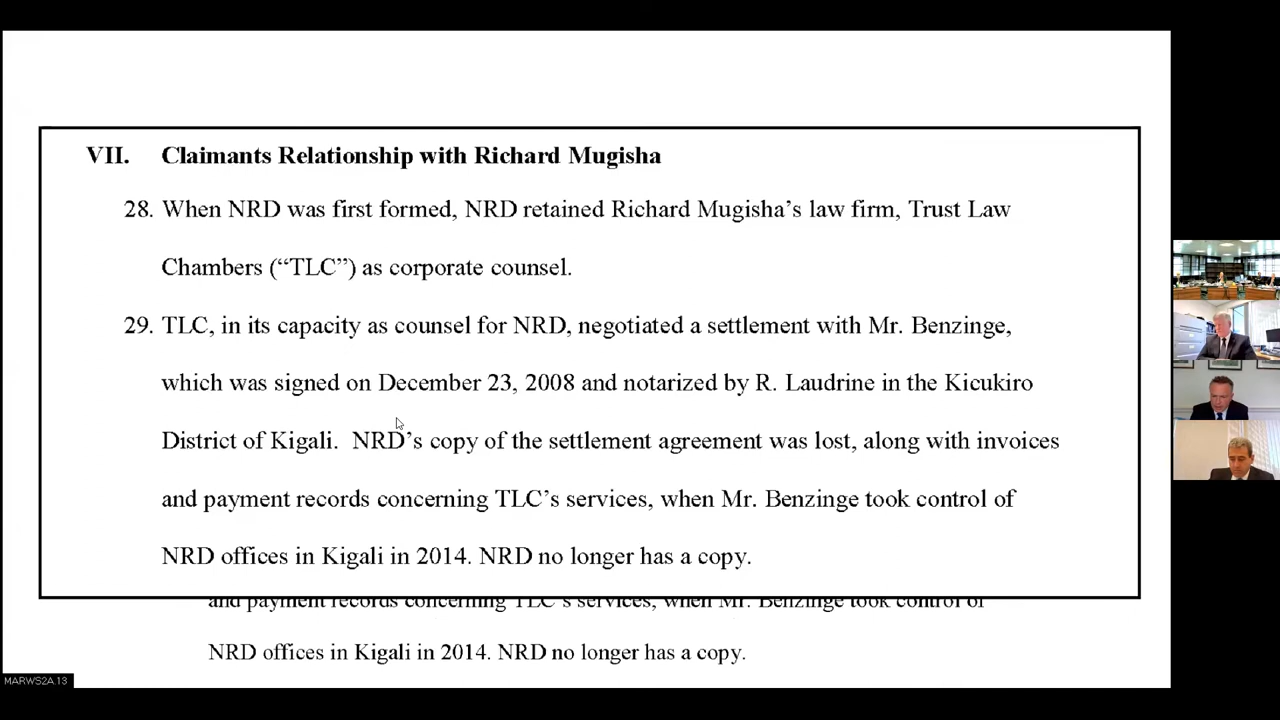 VII. Claimants Relationship with Richard Mugisha
28. When NRD was first formed, NRD retained Richard Mugisha’s law firm, Trust Law
Chambers (“TLC”) as corporate counsel.
29. TLC, in its capacity as counsel for NRD, negotiated a settlement with Mr. Benzinge,
which was signed on December 23, 2008 and notarized by R. Laudrine in the Kicukiro
District of Kigali. NRD’s copy of the settlement agreement was lost, along with invoices
and payment records concerning TLC’s services, when Mr. Benzinge took control of
NRD offices in Kigali in 2014. NRD no longer has a copy.
and payment records concerning TLC’s services, when Mr. Benzinge took control of
NRD offices in Kigali in 2014. NRD no longer has a copy.
MARWS2A.13